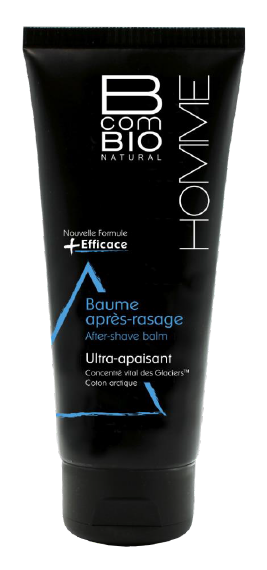 B
com
BIO
NATURAL
HOMME
Nouvelle Formule
+Efficace
Baume
après-rasage
After-shave balm
Ultra-apaisant
Concentré vital des Glaciers™
Coton arctique